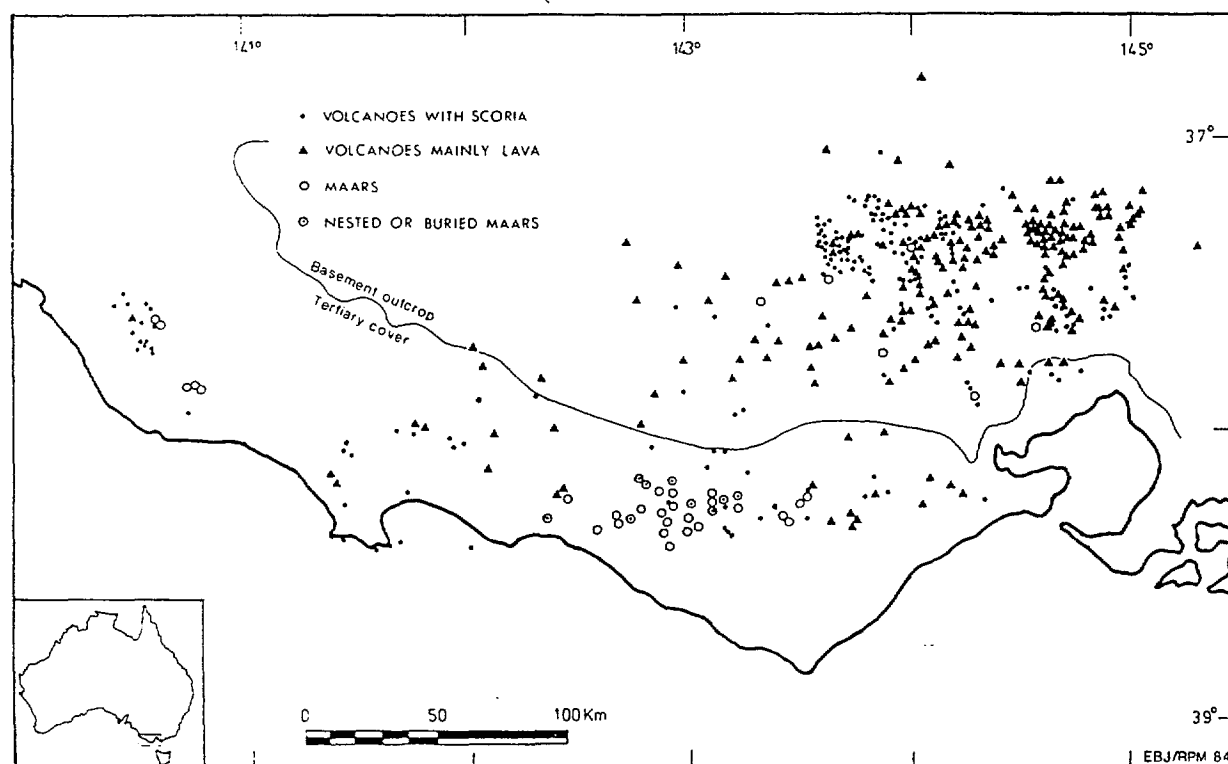 141° 143° 145°
37°
VOLCANOES WITH SCORIA
VOLCANOES MAINLY LAVA
MAARS
NESTED OR BURIED MAARS
Basement outcrop
Tertiary cover
0 50 100 Km
39°
EBJ/RPM 84